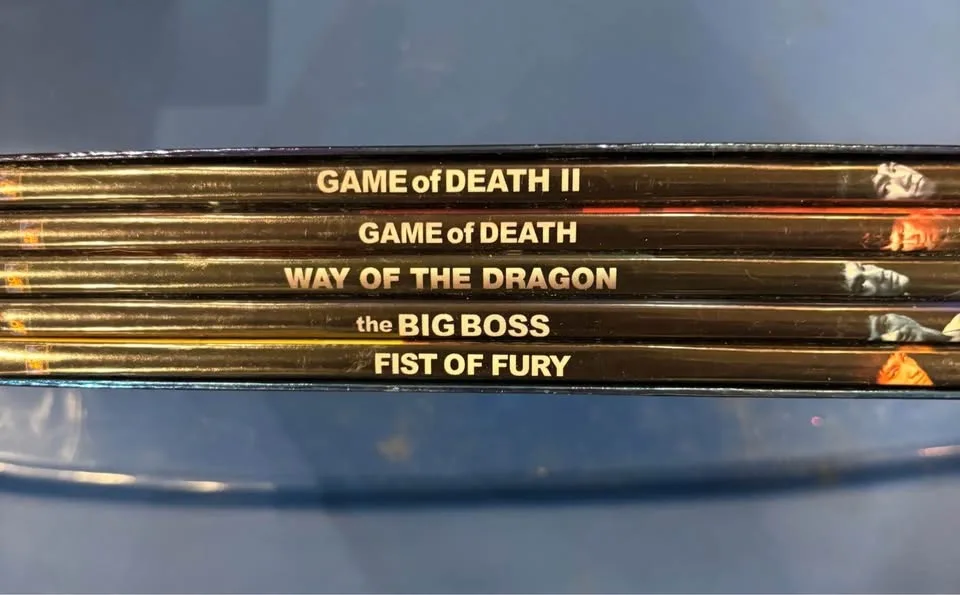 GAME of DEATH II
GAME of DEATH
WAY OF THE DRAGON
the BIG BOSS
FIST OF FURY